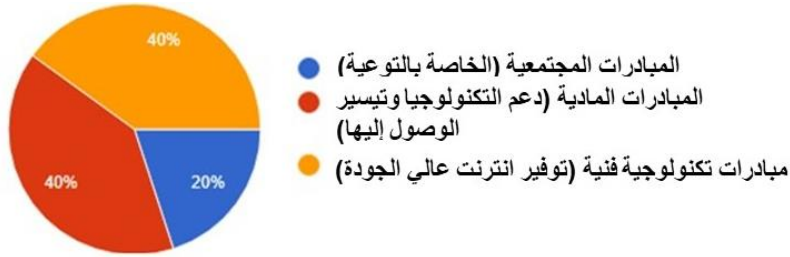 40%
40%
20%
المبادرات المجتمعية (الخاصة بالتوعية)
المبادرات المادية (دعم التكنولوجيا وتيسير
الوصول إليها)
مبادرات تكنولوجية فنية (توفير انترنت عالي الجودة)